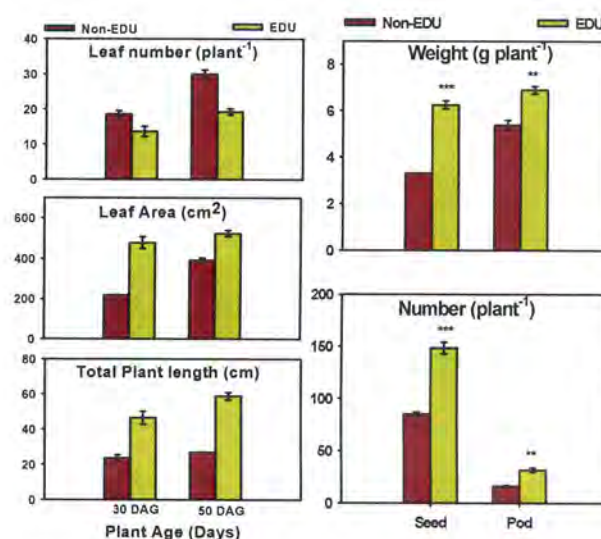 Non-EDU EDU
Leaf number (plant⁻¹)
40
30
20
10
0
Leaf Area (cm²)
600
400
200
0
Total Plant length (cm)
80
60
40
20
0
30 DAG 50 DAG
Plant Age (Days)
Non-EDU EDU
Weight (g plant⁻¹)
8
6
4
2
0
*** **
Number (plant⁻¹)
200
150
100
50
0
*** **
Seed Pod